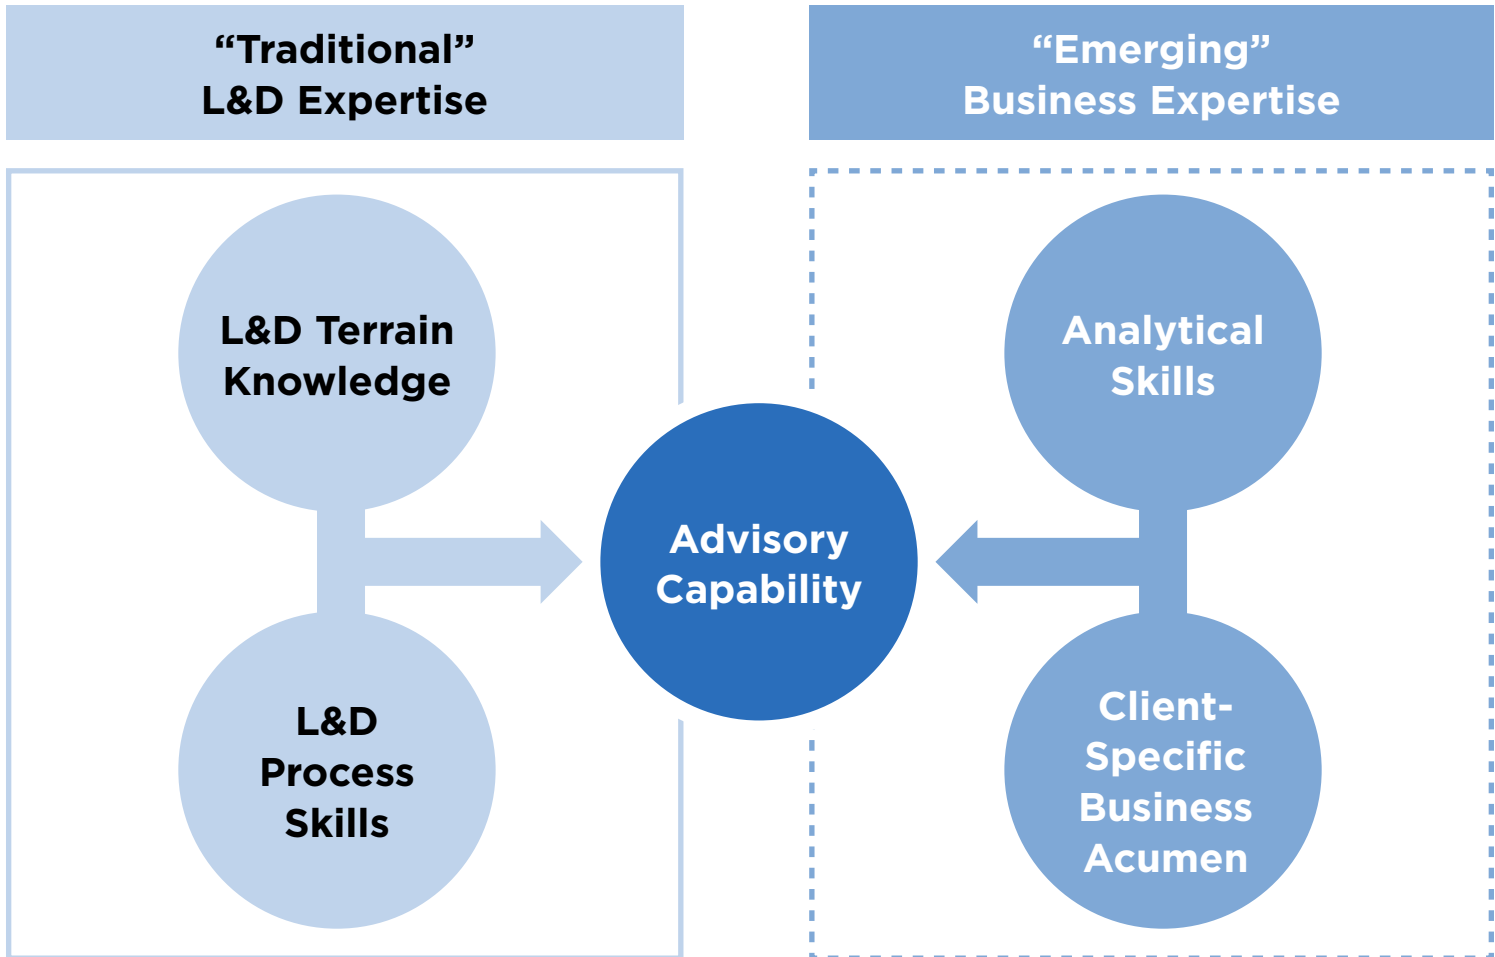 “Traditional”
L&D Expertise
“Emerging”
Business Expertise
L&D Terrain
Knowledge
Analytical
Skills
Advisory
Capability
L&D
Process
Skills
Client-
Specific
Business
Acumen